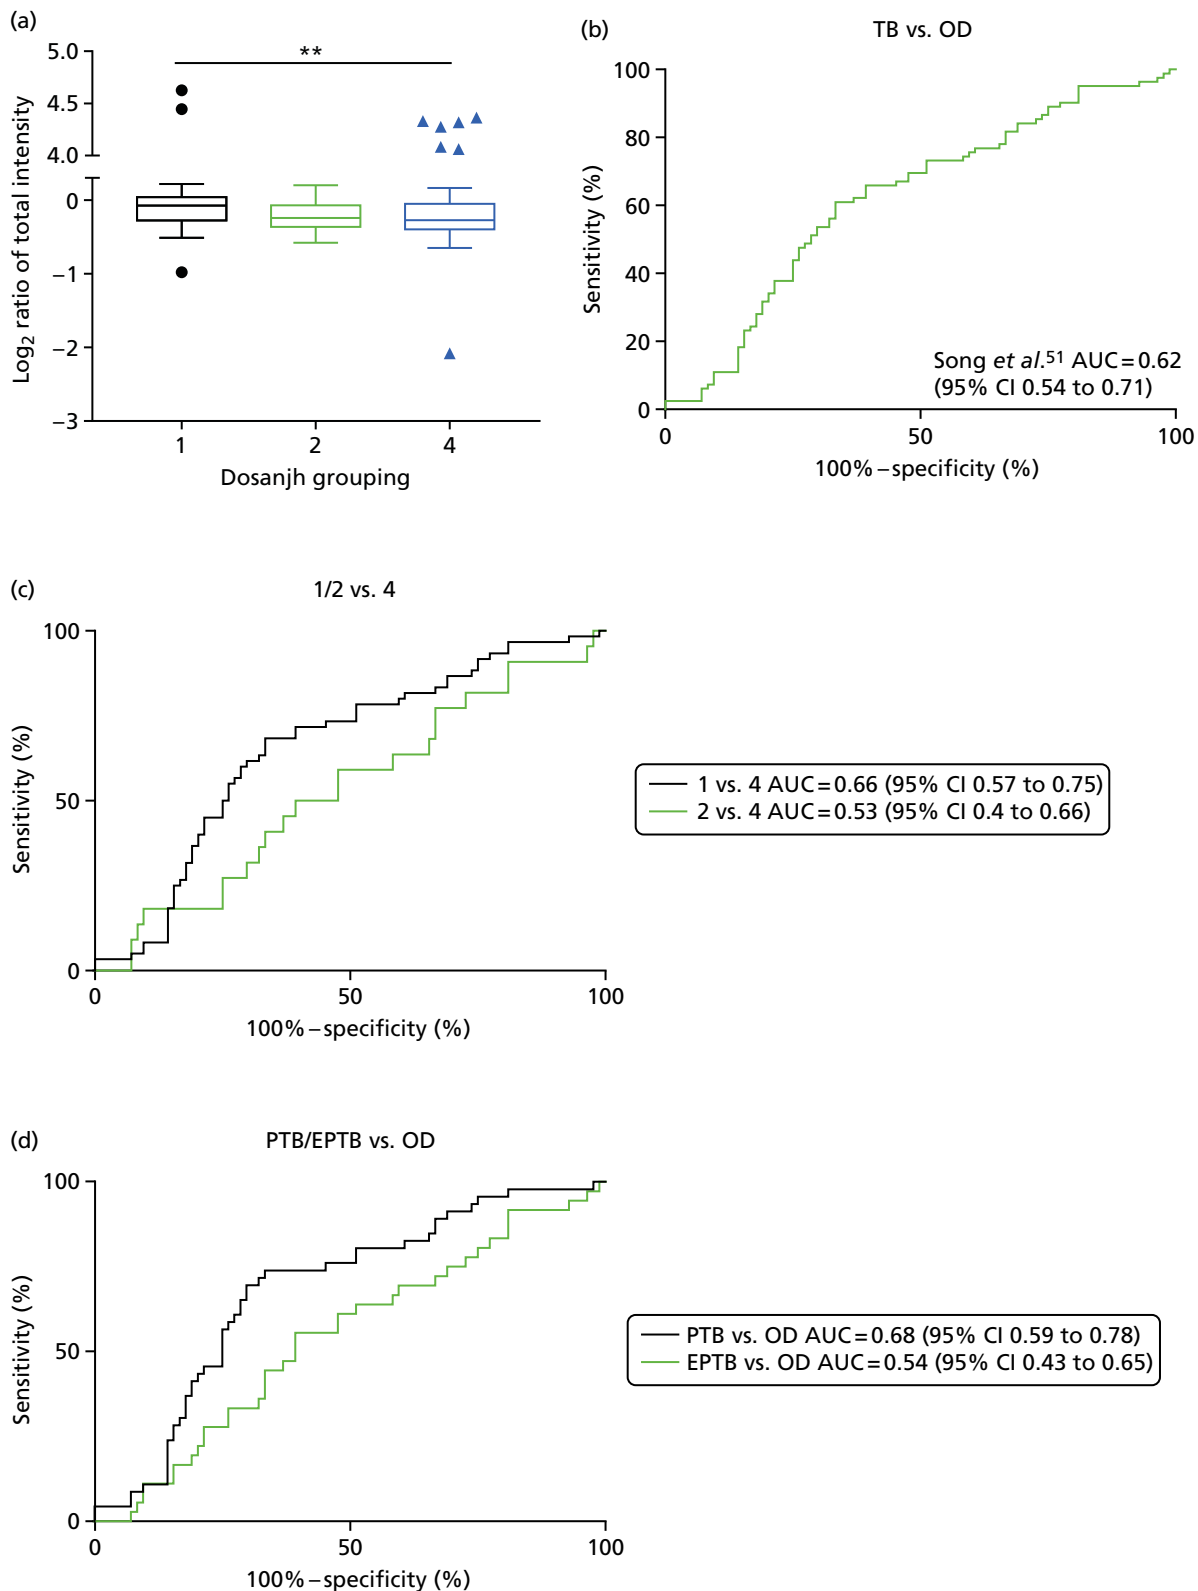 (a)
5.0
4.5
4.0
0
−1
−2
−3
**
Log2 ratio of total intensity
1
2
4
Dosanjh grouping
(b)
TB vs. OD
100
80
60
40
20
0
Sensitivity (%)
Song et al.51 AUC=0.62
(95% CI 0.54 to 0.71)
0
50
100
100%−specificity (%)
(c)
1/2 vs. 4
100
50
0
Sensitivity (%)
0
50
100
100%−specificity (%)
1 vs. 4 AUC=0.66 (95% CI 0.57 to 0.75)
2 vs. 4 AUC=0.53 (95% CI 0.4 to 0.66)
(d)
PTB/EPTB vs. OD
100
50
0
Sensitivity (%)
0
50
100
100%−specificity (%)
PTB vs. OD AUC=0.68 (95% CI 0.59 to 0.78)
EPTB vs. OD AUC=0.54 (95% CI 0.43 to 0.65)